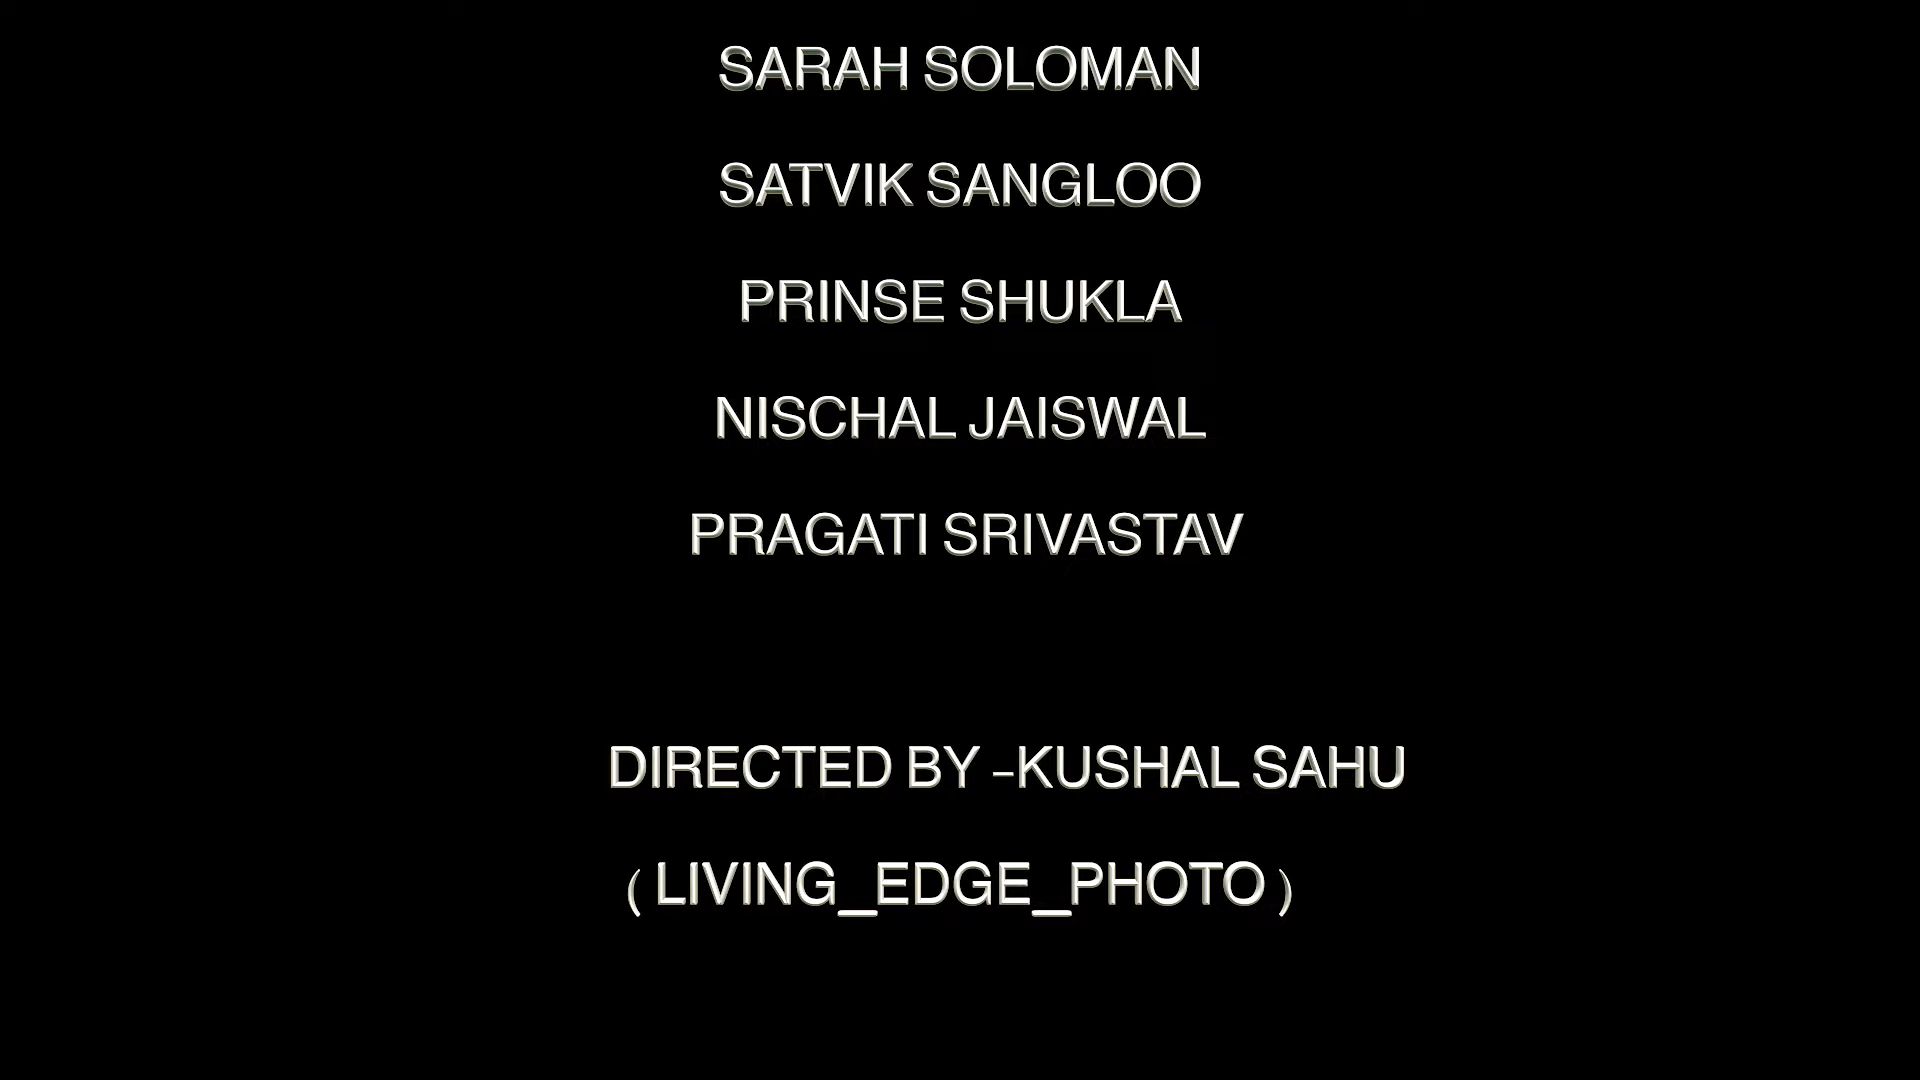 SARAH SOLOMAN
SATVIK SANGLOO
PRINSE SHUKLA
NISCHAL JAISWAL
PRAGATI SRIVASTAV
DIRECTED BY -KUSHAL SAHU
( LIVING_EDGE_PHOTO )